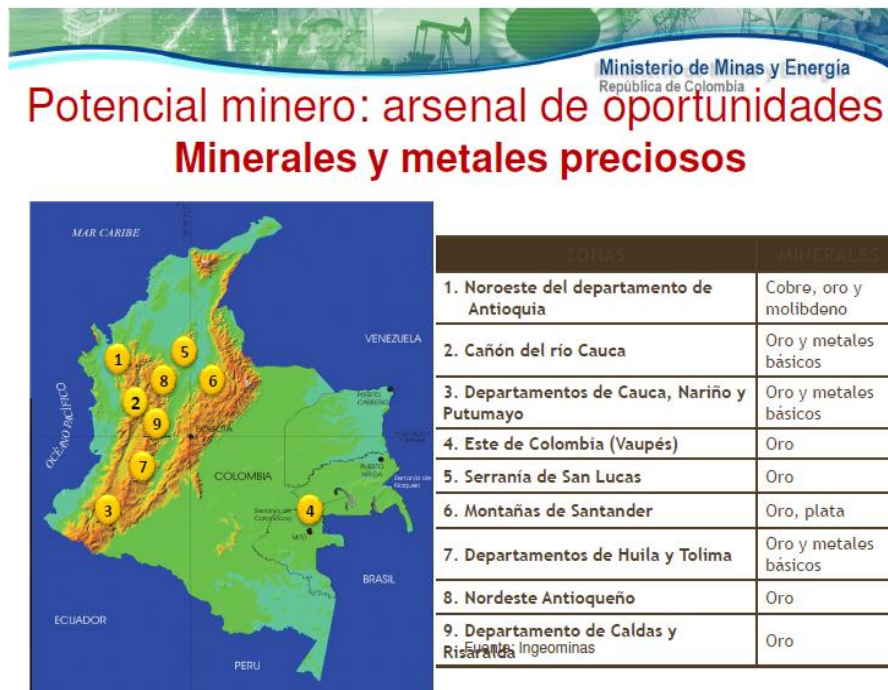 Ministerio de Minas y Energía
República de Colombia
Potencial minero: arsenal de oportunidades
Minerales y metales preciosos
MAR CARIBE
VENEZUELA
OCÉANO PACÍFICO
COLOMBIA
BRASIL
ECUADOR
PERU
MITÚ
1
2
3
4
5
6
7
8
9
ZONAS MINERALES
1. Noroeste del departamento de Antioquia
Cobre, oro y molibdeno
2. Cañón del río Cauca
Oro y metales básicos
3. Departamentos de Cauca, Nariño y Putumayo
Oro y metales básicos
4. Este de Colombia (Vaupés)
Oro
5. Serranía de San Lucas
Oro
6. Montañas de Santander
Oro, plata
7. Departamentos de Huila y Tolima
Oro y metales básicos
8. Nordeste Antioqueño
Oro
9. Departamento de Caldas y Risaralda
Oro
Fuente: Ingeominas